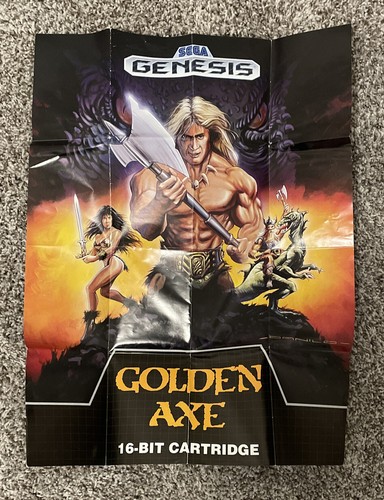 SEGA
GENESIS
GOLDEN
AXE
16-BIT CARTRIDGE